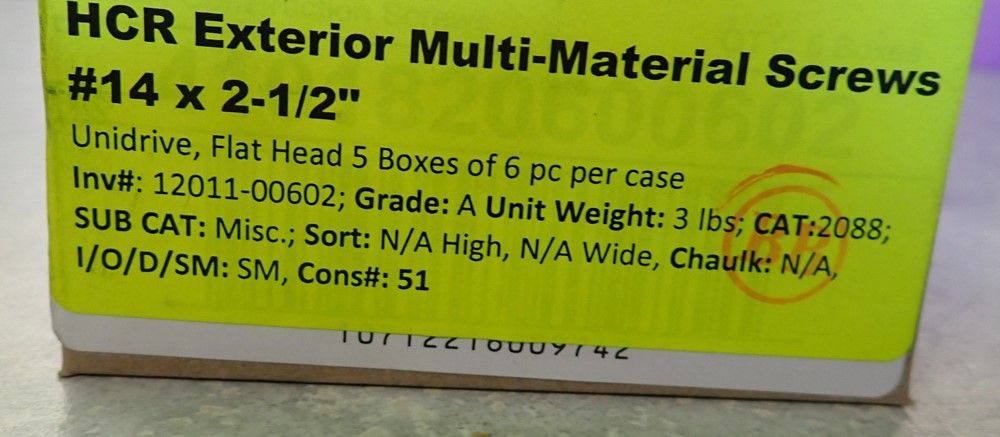 HCR Exterior Multi-Material Screws
#14 x 2-1/2"
Unidrive, Flat Head 5 Boxes of 6 pc per case
Inv#: 12011-00602; Grade: A Unit Weight: 3 lbs; CAT:2088;
SUB CAT: Misc.; Sort: N/A High, N/A Wide, Chaulk: N/A,
I/O/D/SM: SM, Cons#: 51